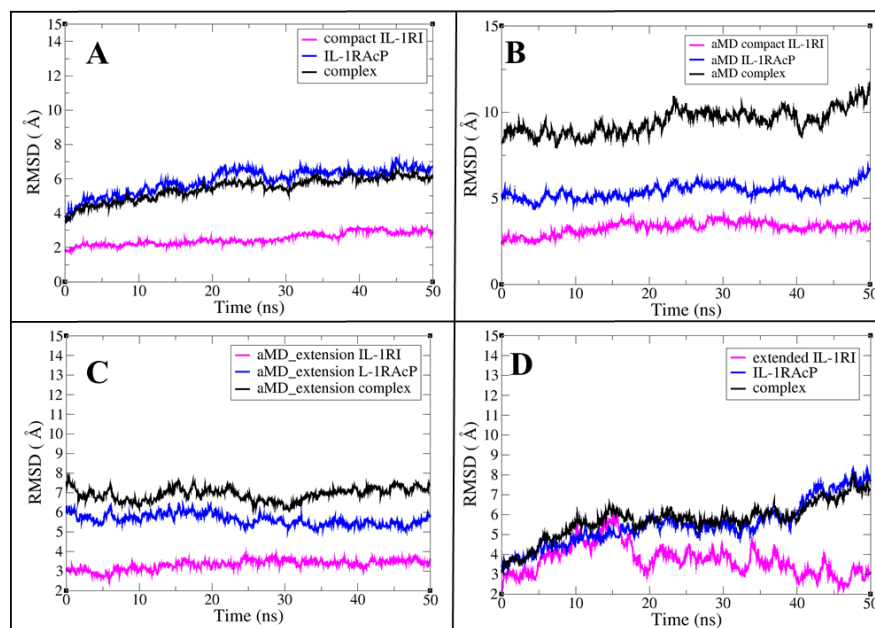 A
compact IL-1RI
IL-1RAcP
complex
RMSD ( Å)
15
14
12
10
8
6
4
2
0
0 10 20 30 40 50
Time (ns)
B
aMD compact IL-1RI
aMD IL-1RAcP
aMD complex
RMSD ( Å)
15
10
5
0
0 10 20 30 40 50
Time (ns)
C
aMD_extension IL-1RI
aMD_extension L-1RAcP
aMD_extension complex
RMSD ( Å)
15
14
13
12
11
10
9
8
7
6
5
4
3
2
0 10 20 30 40 50
Time (ns)
D
extended IL-1RI
IL-1RAcP
complex
RMSD ( Å)
15
14
13
12
11
10
9
8
7
6
5
4
3
2
0 10 20 30 40 50
Time (ns)